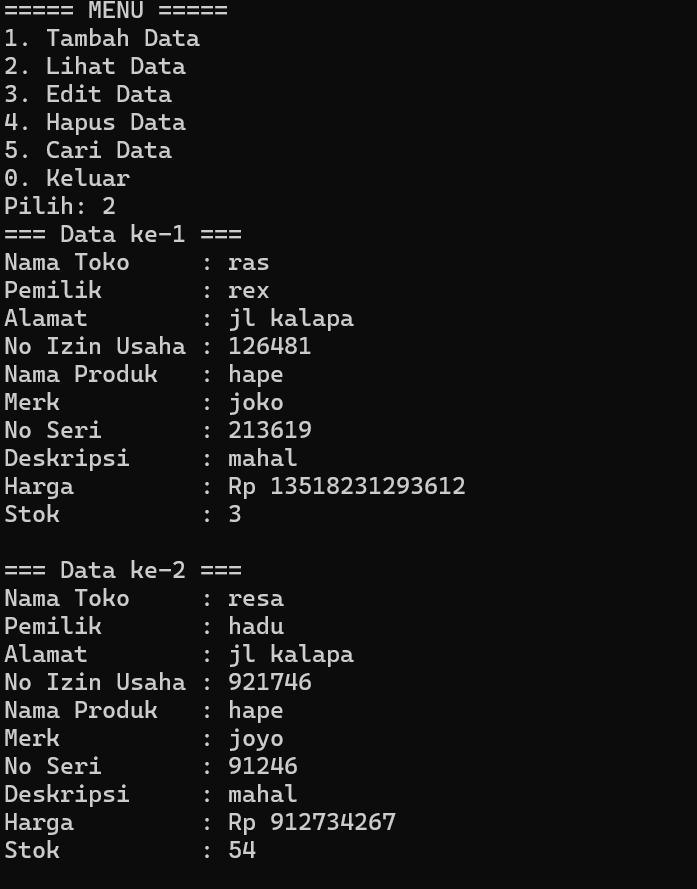 ===== MENU =====
1. Tambah Data
2. Lihat Data
3. Edit Data
4. Hapus Data
5. Cari Data
0. Keluar
Pilih: 2
=== Data ke-1 ===
Nama Toko     : ras
Pemilik       : rex
Alamat        : jl kalapa
No Izin Usaha : 126481
Nama Produk   : hape
Merk          : joko
No Seri       : 213619
Deskripsi     : mahal
Harga         : Rp 13518231293612
Stok          : 3

=== Data ke-2 ===
Nama Toko     : resa
Pemilik       : hadu
Alamat        : jl kalapa
No Izin Usaha : 921746
Nama Produk   : hape
Merk          : joyo
No Seri       : 91246
Deskripsi     : mahal
Harga         : Rp 912734267
Stok          : 54